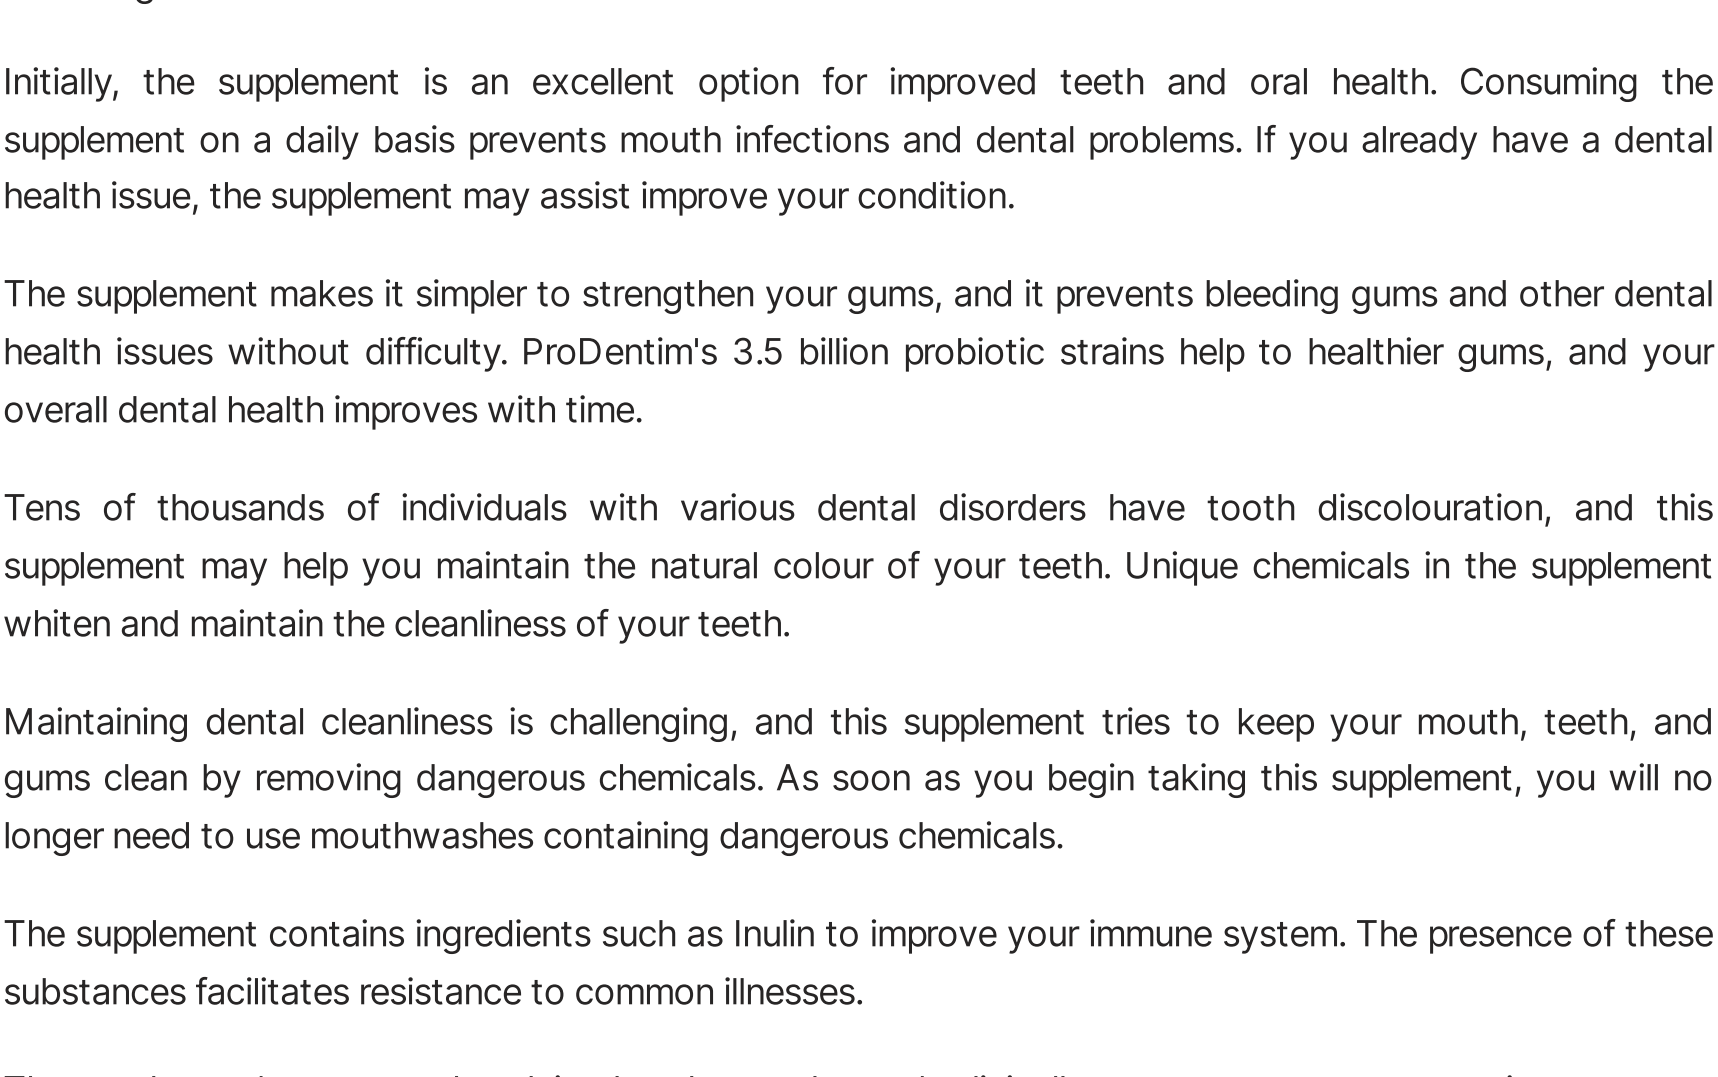 Initially, the supplement is an excellent option for improved teeth and oral health. Consuming the
supplement on a daily basis prevents mouth infections and dental problems. If you already have a dental
health issue, the supplement may assist improve your condition.
The supplement makes it simpler to strengthen your gums, and it prevents bleeding gums and other dental
health issues without difficulty. ProDentim's 3.5 billion probiotic strains help to healthier gums, and your
overall dental health improves with time.
Tens of thousands of individuals with various dental disorders have tooth discolouration, and this
supplement may help you maintain the natural colour of your teeth. Unique chemicals in the supplement
whiten and maintain the cleanliness of your teeth.
Maintaining dental cleanliness is challenging, and this supplement tries to keep your mouth, teeth, and
gums clean by removing dangerous chemicals. As soon as you begin taking this supplement, you will no
longer need to use mouthwashes containing dangerous chemicals.
The supplement contains ingredients such as Inulin to improve your immune system. The presence of these
substances facilitates resistance to common illnesses.